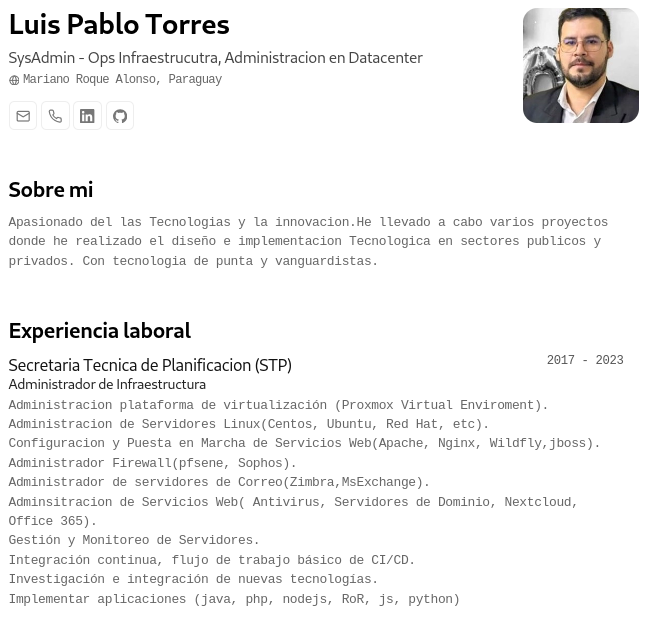 Luis Pablo Torres
SysAdmin - Ops Infraestrucutra, Administracion en Datacenter
Mariano Roque Alonso, Paraguay
Sobre mi
Apasionado del las Tecnologias y la innovacion.He llevado a cabo varios proyectos
donde he realizado el diseño e implementacion Tecnologica en sectores publicos y
privados. Con tecnologia de punta y vanguardistas.
Experiencia laboral
Secretaria Tecnica de Planificacion (STP) 2017 - 2023
Administrador de Infraestructura
Administracion plataforma de virtualización (Proxmox Virtual Enviroment).
Administracion de Servidores Linux(Centos, Ubuntu, Red Hat, etc).
Configuracion y Puesta en Marcha de Servicios Web(Apache, Nginx, Wildfly,jboss).
Administrador Firewall(pfsene, Sophos).
Administrador de servidores de Correo(Zimbra,MsExchange).
Adminsitracion de Servicios Web( Antivirus, Servidores de Dominio, Nextcloud,
Office 365).
Gestión y Monitoreo de Servidores.
Integración continua, flujo de trabajo básico de CI/CD.
Investigación e integración de nuevas tecnologías.
Implementar aplicaciones (java, php, nodejs, RoR, js, python)